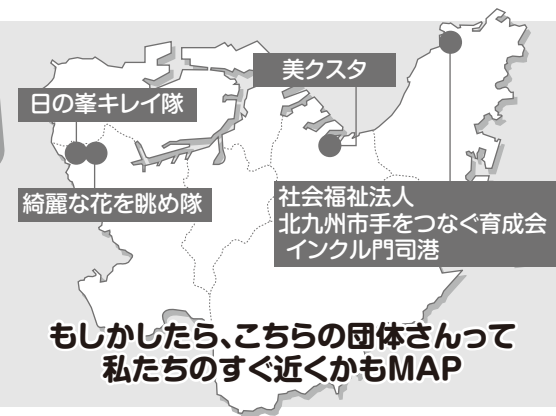 美クスタ
日の峯キレイ隊
綺麗な花を眺め隊
社会福祉法人
北九州市手をつなぐ育成会
インクル門司港
もしかしたら、こちらの団体さんって
私たちのすぐ近くかもMAP